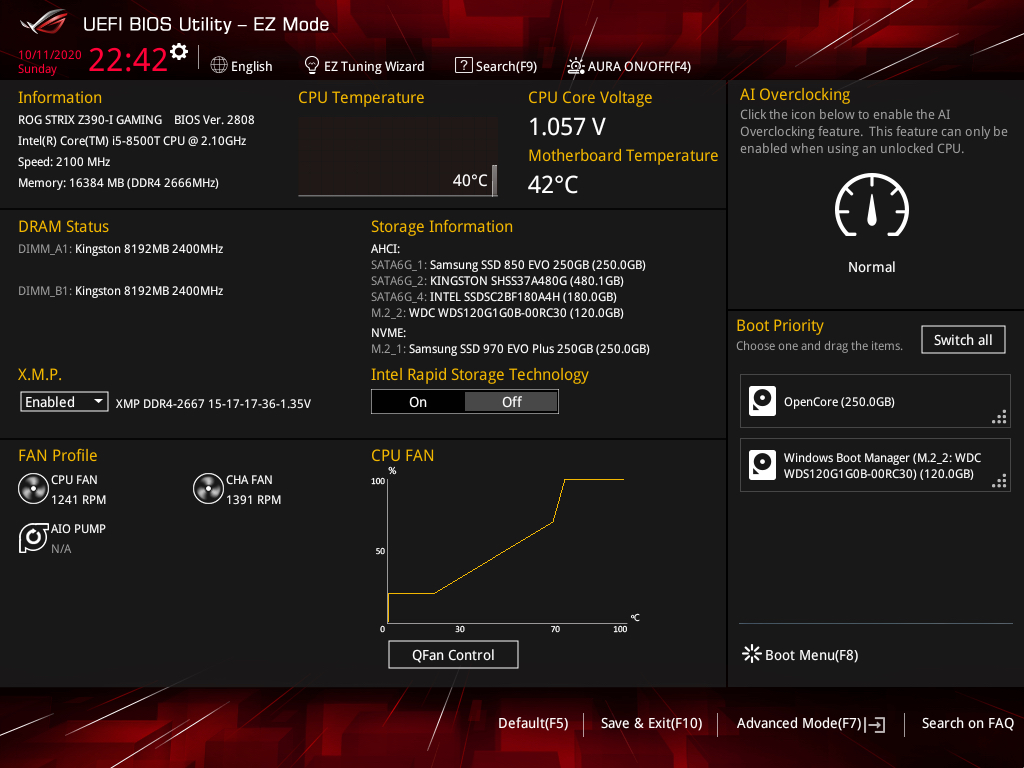 UEFI BIOS Utility – EZ Mode
10/11/2020
Sunday
22:42
English
EZ Tuning Wizard
Search(F9)
AURA ON/OFF(F4)
Information
ROG STRIX Z390-I GAMING BIOS Ver. 2808
Intel(R) Core(TM) i5-8500T CPU @ 2.10GHz
Speed: 2100 MHz
Memory: 16384 MB (DDR4 2666MHz)
CPU Temperature
40°C
CPU Core Voltage
1.057 V
Motherboard Temperature
42°C
AI Overclocking
Click the icon below to enable the AI
Overclocking feature. This feature can only be
enabled when using an unlocked CPU.
Normal
DRAM Status
DIMM_A1: Kingston 8192MB 2400MHz
DIMM_B1: Kingston 8192MB 2400MHz
X.M.P.
Enabled
XMP DDR4-2667 15-17-17-36-1.35V
Storage Information
AHCI:
SATA6G_1: Samsung SSD 850 EVO 250GB (250.0GB)
SATA6G_2: KINGSTON SHSS37A480G (480.1GB)
SATA6G_4: INTEL SSDSC2BF180A4H (180.0GB)
M.2_2: WDC WDS120G1G0B-00RC30 (120.0GB)
NVME:
M.2_1: Samsung SSD 970 EVO Plus 250GB (250.0GB)
Intel Rapid Storage Technology
On Off
Boot Priority
Choose one and drag the items.
Switch all
OpenCore (250.0GB)
Windows Boot Manager (M.2_2: WDC
WDS120G1G0B-00RC30) (120.0GB)
Boot Menu(F8)
FAN Profile
CPU FAN
1241 RPM
CHA FAN
1391 RPM
AIO PUMP
N/A
CPU FAN
%
100
50
0 30 70 100
°C
QFan Control
Default(F5)
Save & Exit(F10)
Advanced Mode(F7)
Search on FAQ